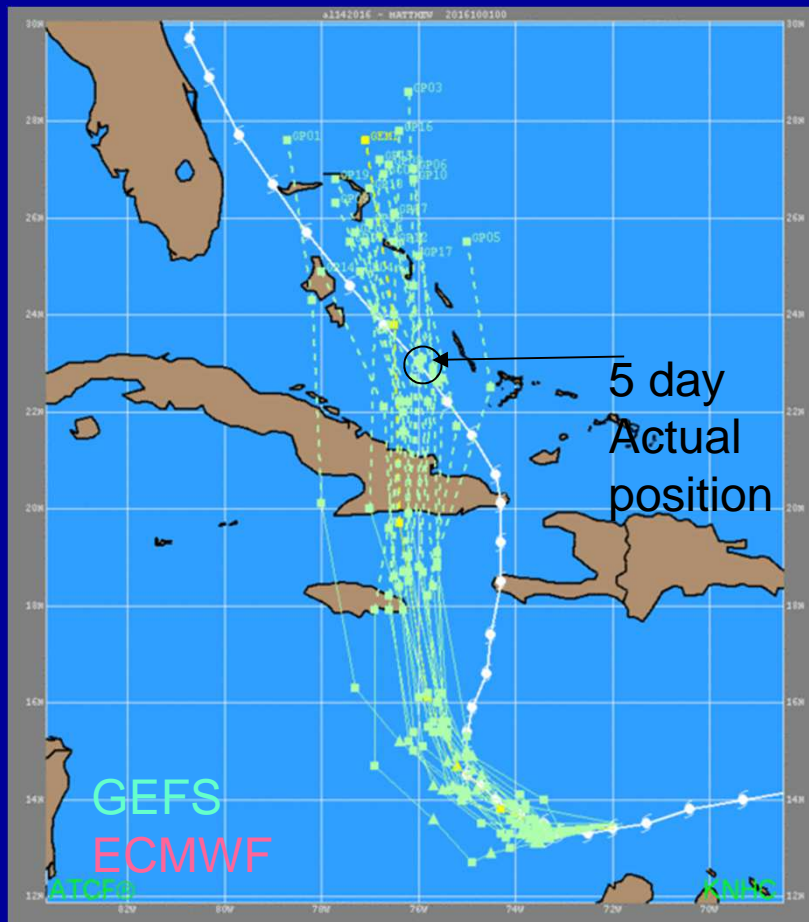 al142016 - MATTHEW 2016100100
30N
28N
26N
24N
22N
20N
18N
16N
14N
12N
GP03
GP16
GP01
GP06
GP10
GP19
GP05
GP17
GP14
5 day
Actual
position
GEFS
ECMWF
ATCF®
KNHC
82W
80W
78W
76W
74W
72W
70W